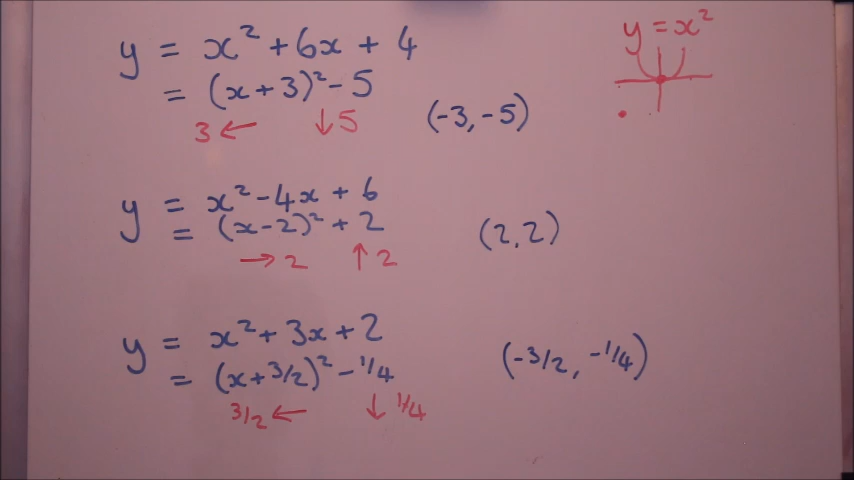 y = x² + 6x + 4
= (x + 3)² - 5
3 ← ↓ 5
(-3, -5)
y = x²
y = x² - 4x + 6
= (x - 2)² + 2
→ 2 ↑ 2
(2, 2)
y = x² + 3x + 2
= (x + 3/2)² - 1/4
3/2 ← ↓ 1/4
(-3/2, -1/4)